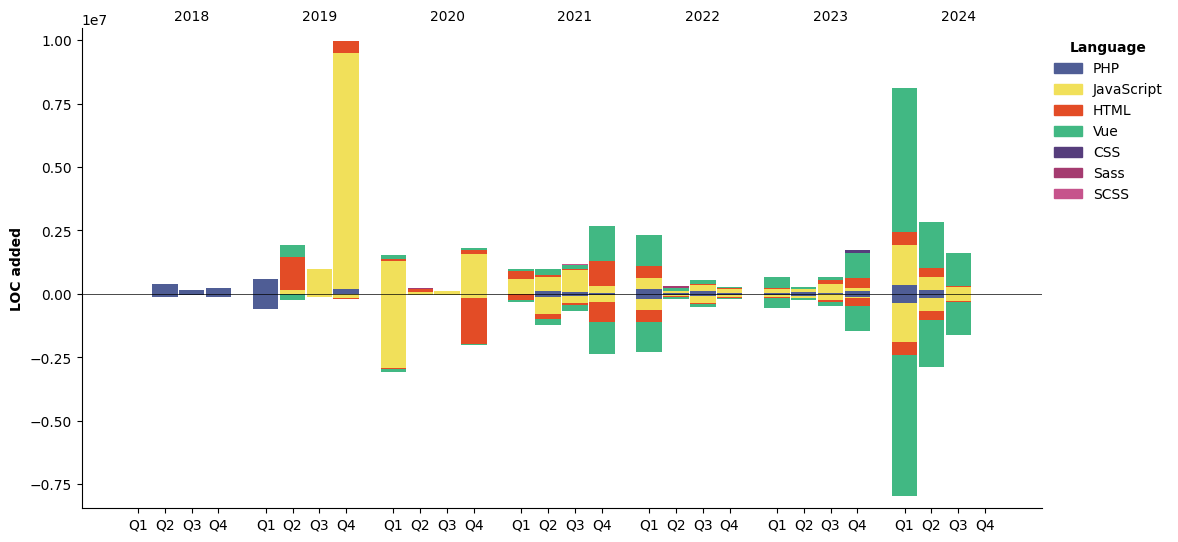 2018 2019 2020 2021 2022 2023 2024
1e7
Language
PHP
JavaScript
HTML
Vue
CSS
Sass
SCSS
LOC added
1.00
0.75
0.50
0.25
0.00
−0.25
−0.50
−0.75
Q1 Q2 Q3 Q4 Q1 Q2 Q3 Q4 Q1 Q2 Q3 Q4 Q1 Q2 Q3 Q4 Q1 Q2 Q3 Q4 Q1 Q2 Q3 Q4 Q1 Q2 Q3 Q4